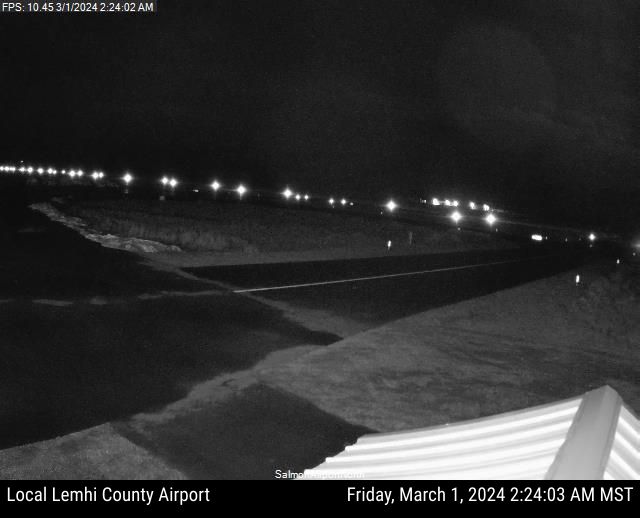 FPS: 10.45 3/1/2024 2:24:02 AM
Local Lemhi County Airport
Friday, March 1, 2024 2:24:03 AM MST